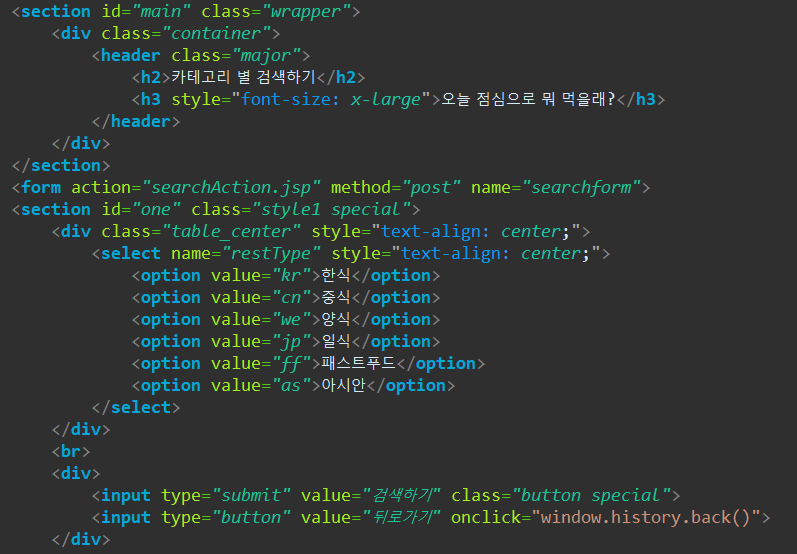 <section id="main" class="wrapper">
<div class="container">
<header class="major">
<h2>카테고리 별 검색하기</h2>
<h3 style="font-size: x-large">오늘 점심으로 뭐 먹을래?</h3>
</header>
</div>
</section>
<form action="searchAction.jsp" method="post" name="searchform">
<section id="one" class="style1 special">
<div class="table_center" style="text-align: center;">
<select name="restType" style="text-align: center;">
<option value="kr">한식</option>
<option value="cn">중식</option>
<option value="we">양식</option>
<option value="jp">일식</option>
<option value="ff">패스트푸드</option>
<option value="as">아시안</option>
</select>
</div>
<br>
<div>
<input type="submit" value="검색하기" class="button special">
<input type="button" value="뒤로가기" onclick="window.history.back()">
</div>